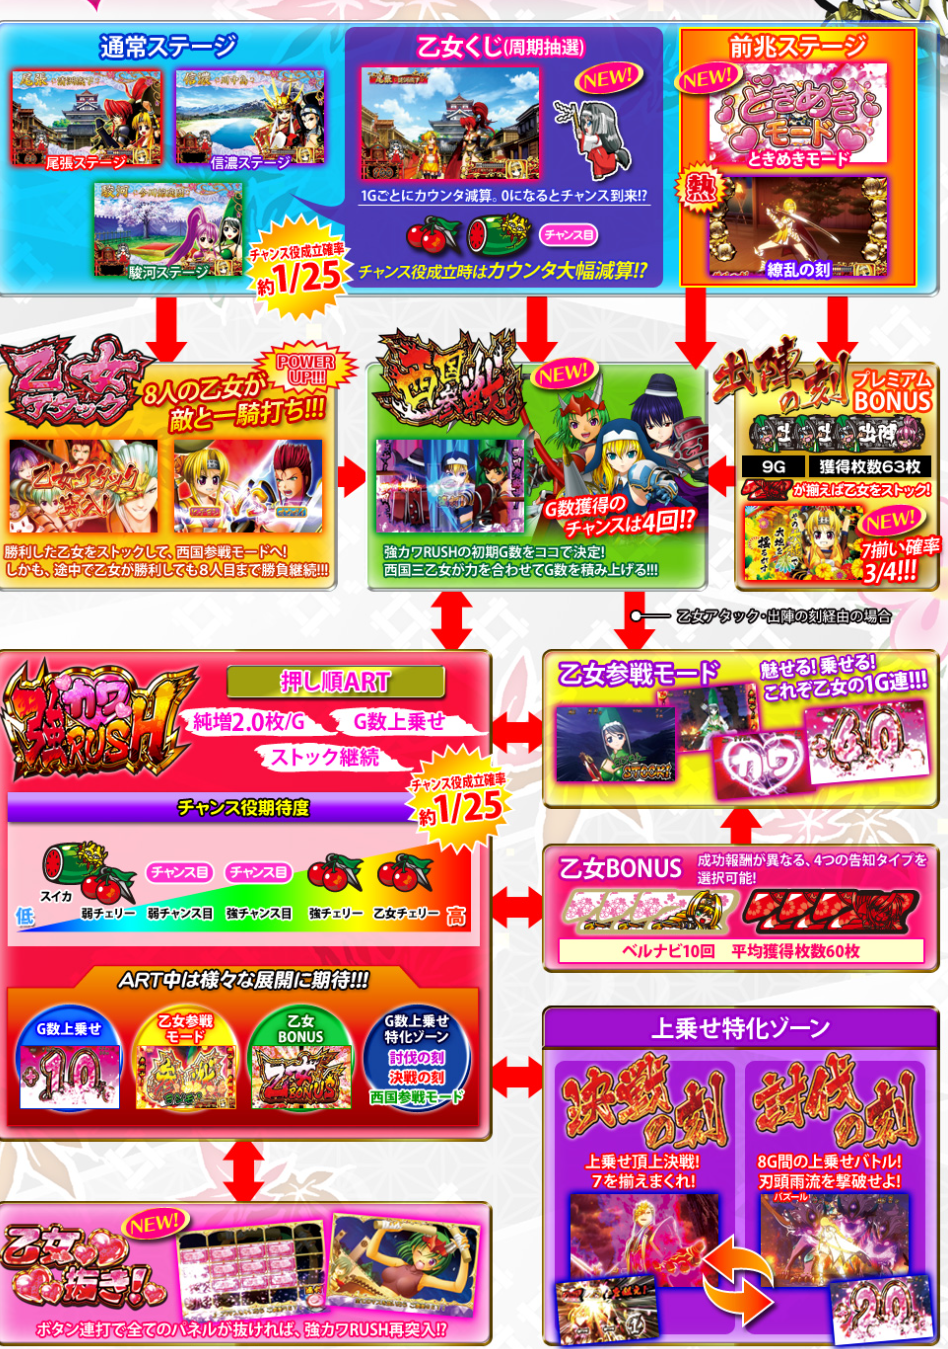 通常ステージ
尾張ステージ
信濃ステージ
駿河ステージ
チャンス役成立確率
約1/25
乙女くじ(周期抽選)
NEW!
1Gごとにカウンタ減算。0になるとチャンス到来!?
チャンス目
チャンス役成立時はカウンタ大幅減算!?
前兆ステージ
NEW!
ときめき
モード
ときめきモード
熱
繚乱の刻
乙女
アタック
POWER
UP!!!
8人の乙女が
敵と一騎打ち!!!
乙女アタック
勝利した乙女をストックして、西国参戦モードへ!
しかも、途中で乙女が勝利しても8人目まで勝負継続!!!
西国
参戦
NEW!
G数獲得の
チャンスは4回!?
強カワRUSHの初期G数をココで決定!
西国三乙女が力を合わせてG数を積み上げる!!!
出陣
の刻
プレミアム
BONUS
9G
獲得枚数63枚
が揃えば乙女をストック!
NEW!
7揃い確率
3/4!!!
乙女アタック・出陣の刻経由の場合
強カワ
RUSH
押し順ART
純増2.0枚/G
G数上乗せ
ストック継続
チャンス役成立確率
約1/25
チャンス役期待度
スイカ
弱チェリー
チャンス目
弱チャンス目
チャンス目
強チャンス目
強チェリー
乙女チェリー
低
高
ART中は様々な展開に期待!!!
G数上乗せ
+10
乙女参戦
モード
乙女
BONUS
乙女
BONUS
G数上乗せ
特化ゾーン
討伐の刻
決戦の刻
西国参戦モード
乙女参戦モード
魅せる!乗せる!
これぞ乙女の1G連!!!
STOCK!
カワ
+60
乙女BONUS
成功報酬が異なる、4つの告知タイプを
選択可能!
ベルナビ10回　平均獲得枚数60枚
上乗せ特化ゾーン
決戦
の刻
上乗せ頂上決戦!
7を揃えまくれ!
討伐
の刻
8G間の上乗せバトル!
刃頭雨流を撃破せよ!
バズール
20
乙女
抜き!
NEW!
ボタン連打で全てのパネルが抜ければ、強カワRUSH再突入!?